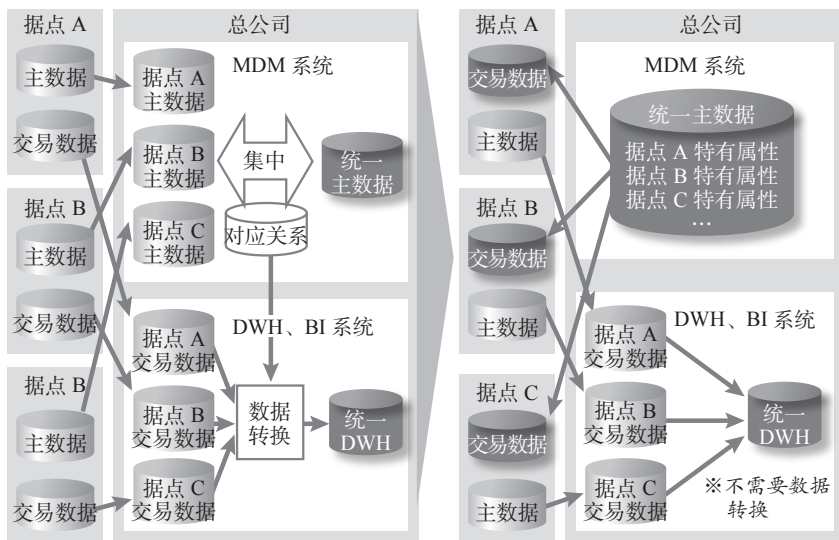 据点 A
主数据
交易数据
据点 B
主数据
交易数据
据点 B
主数据
交易数据
总公司
MDM 系统
据点 A
主数据
据点 B
主数据
据点 C
主数据
集中
对应关系
统一
主数据
DWH、BI 系统
据点 A
交易数据
据点 B
交易数据
据点 C
交易数据
数据
转换
统一
DWH
据点 A
交易数据
主数据
据点 B
交易数据
主数据
据点 C
交易数据
主数据
总公司
MDM 系统
统一主数据
据点 A 特有属性
据点 B 特有属性
据点 C 特有属性
…
DWH、BI 系统
据点 A
交易数据
据点 B
交易数据
据点 C
交易数据
统一
DWH
※不需要数据
转换